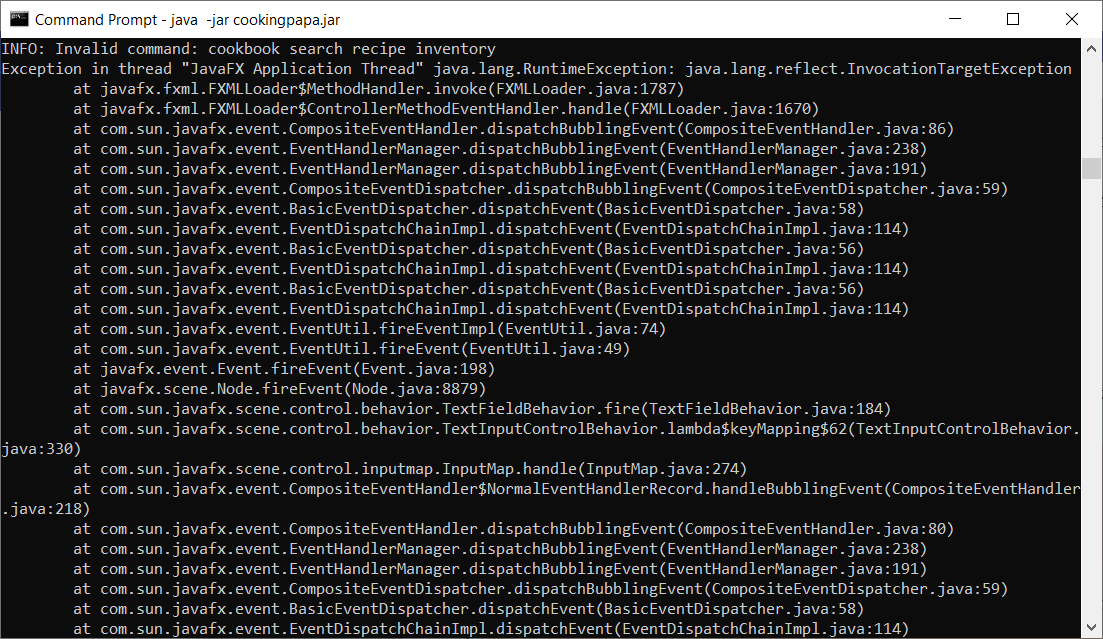 Command Prompt - java  -jar cookingpapa.jar
INFO: Invalid command: cookbook search recipe inventory
Exception in thread "JavaFX Application Thread" java.lang.RuntimeException: java.lang.reflect.InvocationTargetException
        at javafx.fxml.FXMLLoader$MethodHandler.invoke(FXMLLoader.java:1787)
        at javafx.fxml.FXMLLoader$ControllerMethodEventHandler.handle(FXMLLoader.java:1670)
        at com.sun.javafx.event.CompositeEventHandler.dispatchBubblingEvent(CompositeEventHandler.java:86)
        at com.sun.javafx.event.EventHandlerManager.dispatchBubblingEvent(EventHandlerManager.java:238)
        at com.sun.javafx.event.EventHandlerManager.dispatchBubblingEvent(EventHandlerManager.java:191)
        at com.sun.javafx.event.CompositeEventDispatcher.dispatchBubblingEvent(CompositeEventDispatcher.java:59)
        at com.sun.javafx.event.BasicEventDispatcher.dispatchEvent(BasicEventDispatcher.java:58)
        at com.sun.javafx.event.EventDispatchChainImpl.dispatchEvent(EventDispatchChainImpl.java:114)
        at com.sun.javafx.event.BasicEventDispatcher.dispatchEvent(BasicEventDispatcher.java:56)
        at com.sun.javafx.event.EventDispatchChainImpl.dispatchEvent(EventDispatchChainImpl.java:114)
        at com.sun.javafx.event.BasicEventDispatcher.dispatchEvent(BasicEventDispatcher.java:56)
        at com.sun.javafx.event.EventDispatchChainImpl.dispatchEvent(EventDispatchChainImpl.java:114)
        at com.sun.javafx.event.EventUtil.fireEventImpl(EventUtil.java:74)
        at com.sun.javafx.event.EventUtil.fireEvent(EventUtil.java:49)
        at javafx.event.Event.fireEvent(Event.java:198)
        at javafx.scene.Node.fireEvent(Node.java:8879)
        at com.sun.javafx.scene.control.behavior.TextFieldBehavior.fire(TextFieldBehavior.java:184)
        at com.sun.javafx.scene.control.behavior.TextInputControlBehavior.lambda$keyMapping$62(TextInputControlBehavior.
java:330)
        at com.sun.javafx.scene.control.inputmap.InputMap.handle(InputMap.java:274)
        at com.sun.javafx.event.CompositeEventHandler$NormalEventHandlerRecord.handleBubblingEvent(CompositeEventHandler
.java:218)
        at com.sun.javafx.event.CompositeEventHandler.dispatchBubblingEvent(CompositeEventHandler.java:80)
        at com.sun.javafx.event.EventHandlerManager.dispatchBubblingEvent(EventHandlerManager.java:238)
        at com.sun.javafx.event.EventHandlerManager.dispatchBubblingEvent(EventHandlerManager.java:191)
        at com.sun.javafx.event.CompositeEventDispatcher.dispatchBubblingEvent(CompositeEventDispatcher.java:59)
        at com.sun.javafx.event.BasicEventDispatcher.dispatchEvent(BasicEventDispatcher.java:58)
        at com.sun.javafx.event.EventDispatchChainImpl.dispatchEvent(EventDispatchChainImpl.java:114)